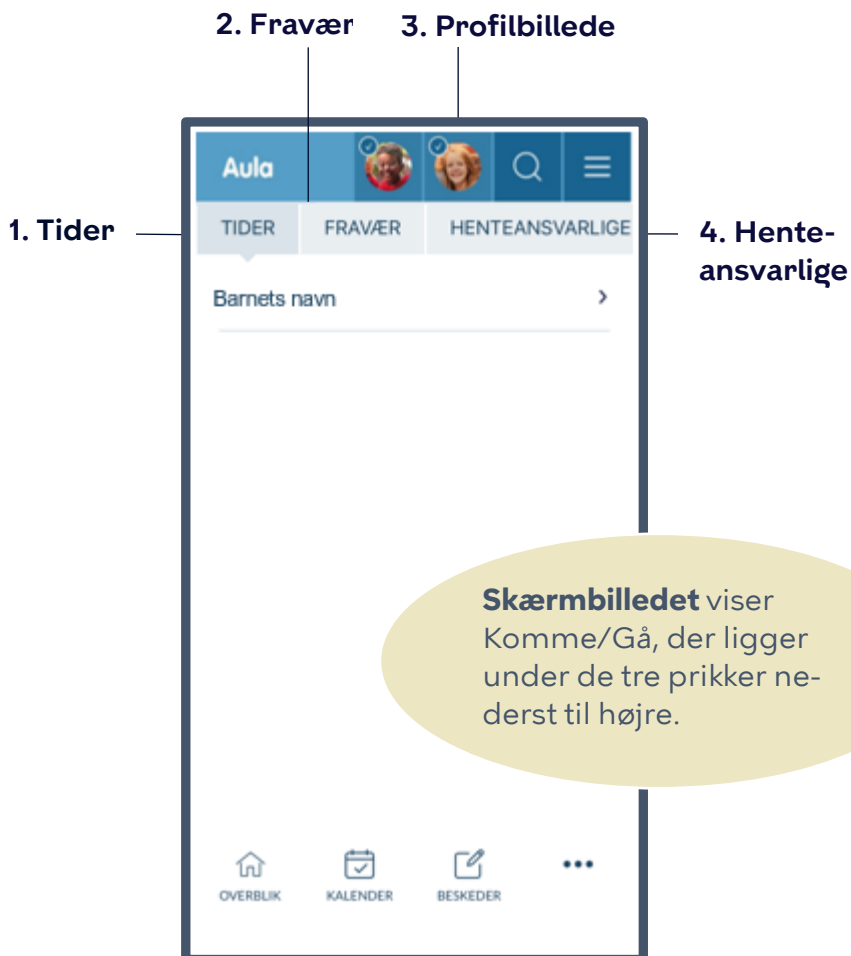 2. Fravær
3. Profilbillede
Aula
1. Tider
TIDER
FRAVÆR
HENTEANSVARLIGE
4. Hente-
ansvarlige
Barnets navn
Skærmbilledet viser
Komme/Gå, der ligger
under de tre prikker ne-
derst til højre.
OVERBLIK
KALENDER
BESKEDER